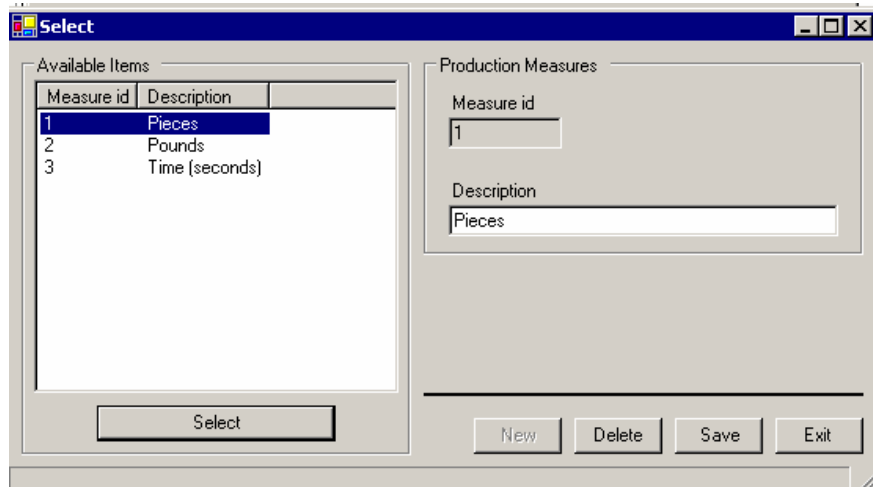 Select
Available Items
Measure id Description
1 Pieces
2 Pounds
3 Time (seconds)
Select
Production Measures
Measure id
1
Description
Pieces
New Delete Save Exit